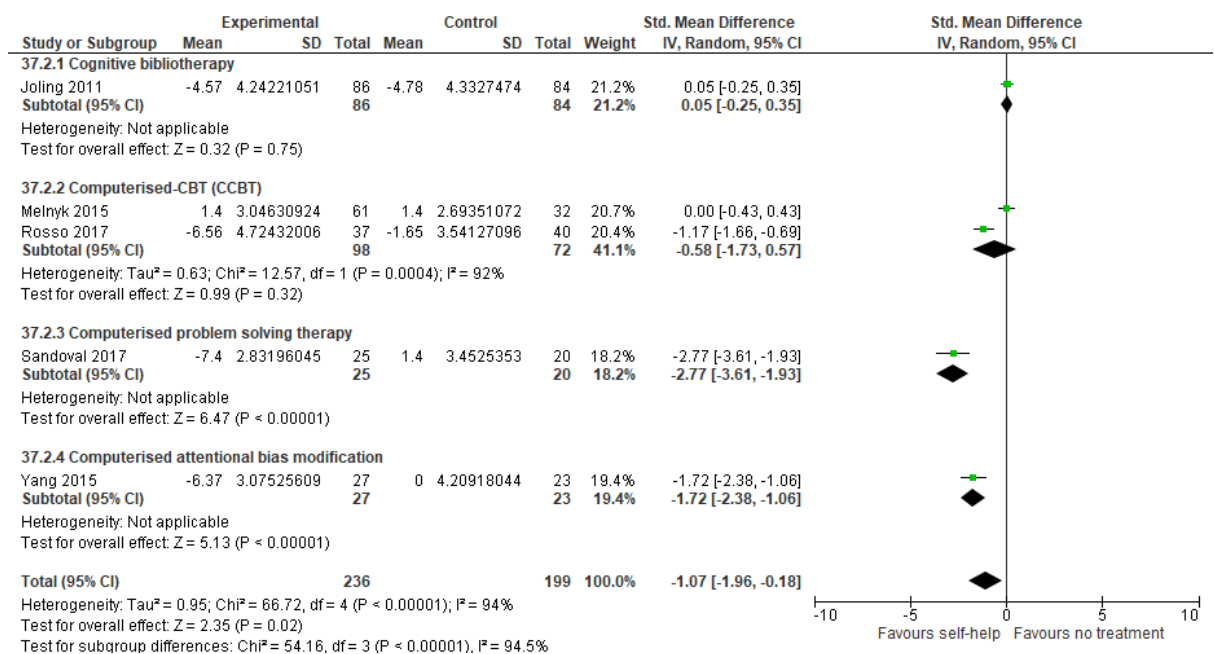 Experimental Control Std. Mean Difference Std. Mean Difference
Study or Subgroup Mean SD Total Mean SD Total Weight IV, Random, 95% CI IV, Random, 95% CI
37.2.1 Cognitive bibliotherapy
Joling 2011 -4.57 4.24221051 86 -4.78 4.3327474 84 21.2% 0.05 [-0.25, 0.35]
Subtotal (95% CI) 86 84 21.2% 0.05 [-0.25, 0.35]
Heterogeneity: Not applicable
Test for overall effect: Z = 0.32 (P = 0.75)
37.2.2 Computerised-CBT (CCBT)
Melnyk 2015 1.4 3.04630924 61 1.4 2.69351072 32 20.7% 0.00 [-0.43, 0.43]
Rosso 2017 -6.56 4.72432006 37 -1.65 3.54127096 40 20.4% -1.17 [-1.66, -0.69]
Subtotal (95% CI) 98 72 41.1% -0.58 [-1.73, 0.57]
Heterogeneity: Tau² = 0.63; Chi² = 12.57, df = 1 (P = 0.0004); I² = 92%
Test for overall effect: Z = 0.99 (P = 0.32)
37.2.3 Computerised problem solving therapy
Sandoval 2017 -7.4 2.83196045 25 1.4 3.4525353 20 18.2% -2.77 [-3.61, -1.93]
Subtotal (95% CI) 25 20 18.2% -2.77 [-3.61, -1.93]
Heterogeneity: Not applicable
Test for overall effect: Z = 6.47 (P < 0.00001)
37.2.4 Computerised attentional bias modification
Yang 2015 -6.37 3.07525609 27 0 4.20918044 23 19.4% -1.72 [-2.38, -1.06]
Subtotal (95% CI) 27 23 19.4% -1.72 [-2.38, -1.06]
Heterogeneity: Not applicable
Test for overall effect: Z = 5.13 (P < 0.00001)
Total (95% CI) 236 199 100.0% -1.07 [-1.96, -0.18]
Heterogeneity: Tau² = 0.95; Chi² = 66.72, df = 4 (P < 0.00001); I² = 94%
Test for overall effect: Z = 2.35 (P = 0.02)
Test for subgroup differences: Chi² = 54.16, df = 3 (P < 0.00001), I² = 94.5%
-10 -5 0 5 10
Favours self-help Favours no treatment